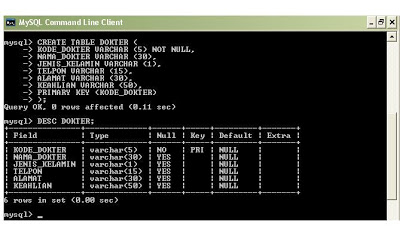 MySQL Command Line Client
mysql> CREATE TABLE DOKTER (
    -> KODE_DOKTER VARCHAR (5) NOT NULL,
    -> NAMA_DOKTER VARCHAR (30),
    -> JENIS_KELAMIN VARCHAR (1),
    -> TELPON VARCHAR (15),
    -> ALAMAT VARCHAR (30),
    -> KEAHLIAN VARCHAR (50),
    -> PRIMARY KEY (KODE_DOKTER)
    -> );
Query OK, 0 rows affected (0.11 sec)
mysql> DESC DOKTER;
+---------------+-------------+------+-----+---------+-------+
| Field         | Type        | Null | Key | Default | Extra |
+---------------+-------------+------+-----+---------+-------+
| KODE_DOKTER   | varchar(5)  | NO   | PRI | NULL    |       |
| NAMA_DOKTER   | varchar(30) | YES  |     | NULL    |       |
| JENIS_KELAMIN | varchar(1)  | YES  |     | NULL    |       |
| TELPON        | varchar(15) | YES  |     | NULL    |       |
| ALAMAT        | varchar(30) | YES  |     | NULL    |       |
| KEAHLIAN      | varchar(50) | YES  |     | NULL    |       |
+---------------+-------------+------+-----+---------+-------+
6 rows in set (0.00 sec)
mysql> _